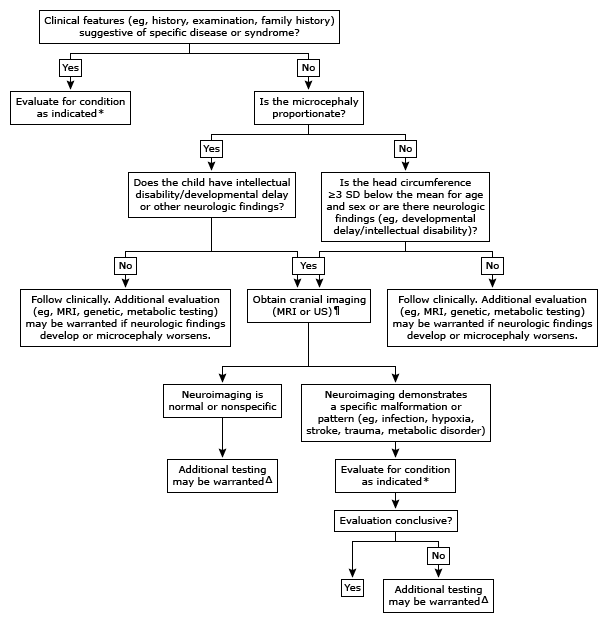 Clinical features (eg, history, examination, family history)
suggestive of specific disease or syndrome?
Yes
No
Evaluate for condition
as indicated*
Is the microcephaly
proportionate?
Yes
No
Does the child have intellectual
disability/developmental delay
or other neurologic findings?
Is the head circumference
≥3 SD below the mean for age
and sex or are there neurologic
findings (eg, developmental
delay/intellectual disability)?
No
Yes
No
Follow clinically. Additional evaluation
(eg, MRI, genetic, metabolic testing)
may be warranted if neurologic findings
develop or microcephaly worsens.
Obtain cranial imaging
(MRI or US)¶
Follow clinically. Additional evaluation
(eg, MRI, genetic, metabolic testing)
may be warranted if neurologic findings
develop or microcephaly worsens.
Neuroimaging is
normal or nonspecific
Neuroimaging demonstrates
a specific malformation or
pattern (eg, infection, hypoxia,
stroke, trauma, metabolic disorder)
Additional testing
may be warrantedΔ
Evaluate for condition
as indicated*
Evaluation conclusive?
No
Yes
Additional testing
may be warrantedΔ